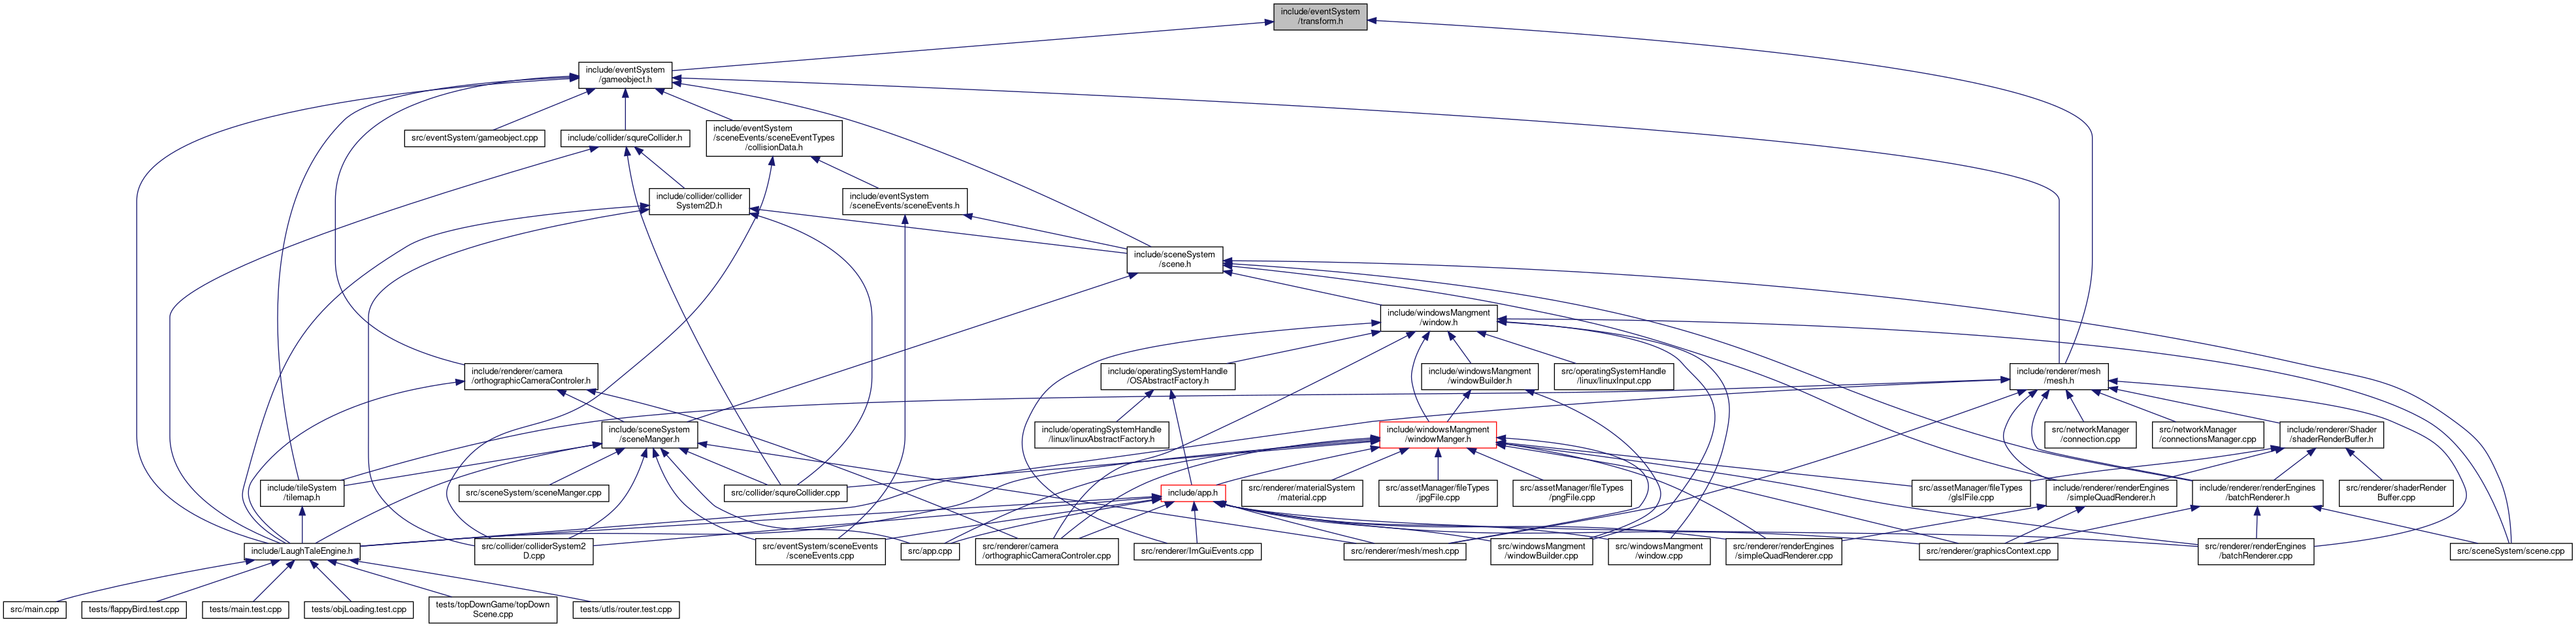 include/eventSystem
/transform.h
include/eventSystem
/gameobject.h
src/eventSystem/gameobject.cpp
include/collider/squreCollider.h
include/eventSystem
/sceneEvents/sceneEventTypes
/collisionData.h
include/collider/collider
System2D.h
include/eventSystem
/sceneEvents/sceneEvents.h
include/sceneSystem
/scene.h
include/windowsMangment
/window.h
include/renderer/camera
/orthographicCameraControler.h
include/operatingSystemHandle
/OSAbstractFactory.h
include/windowsMangment
/windowBuilder.h
src/operatingSystemHandle
/linux/linuxInput.cpp
include/renderer/mesh
/mesh.h
include/sceneSystem
/sceneManger.h
include/operatingSystemHandle
/linux/linuxAbstractFactory.h
include/windowsMangment
/windowManger.h
src/networkManager
/connection.cpp
src/networkManager
/connectionsManager.cpp
include/renderer/Shader
/shaderRenderBuffer.h
include/tileSystem
/tilemap.h
src/sceneSystem/sceneManger.cpp
src/collider/squreCollider.cpp
include/app.h
src/renderer/materialSystem
/material.cpp
src/assetManager/fileTypes
/jpgFile.cpp
src/assetManager/fileTypes
/pngFile.cpp
src/assetManager/fileTypes
/glslFile.cpp
include/renderer/renderEngines
/simpleQuadRenderer.h
include/renderer/renderEngines
/batchRenderer.h
src/renderer/shaderRender
Buffer.cpp
include/LaughTaleEngine.h
src/collider/colliderSystem2
D.cpp
src/eventSystem/sceneEvents
/sceneEvents.cpp
src/app.cpp
src/renderer/camera
/orthographicCameraControler.cpp
src/renderer/ImGuiEvents.cpp
src/renderer/mesh/mesh.cpp
src/windowsMangment
/windowBuilder.cpp
src/windowsMangment
/window.cpp
src/renderer/renderEngines
/simpleQuadRenderer.cpp
src/renderer/graphicsContext.cpp
src/renderer/renderEngines
/batchRenderer.cpp
src/sceneSystem/scene.cpp
src/main.cpp
tests/flappyBird.test.cpp
tests/main.test.cpp
tests/objLoading.test.cpp
tests/topDownGame/topDown
Scene.cpp
tests/utls/router.test.cpp